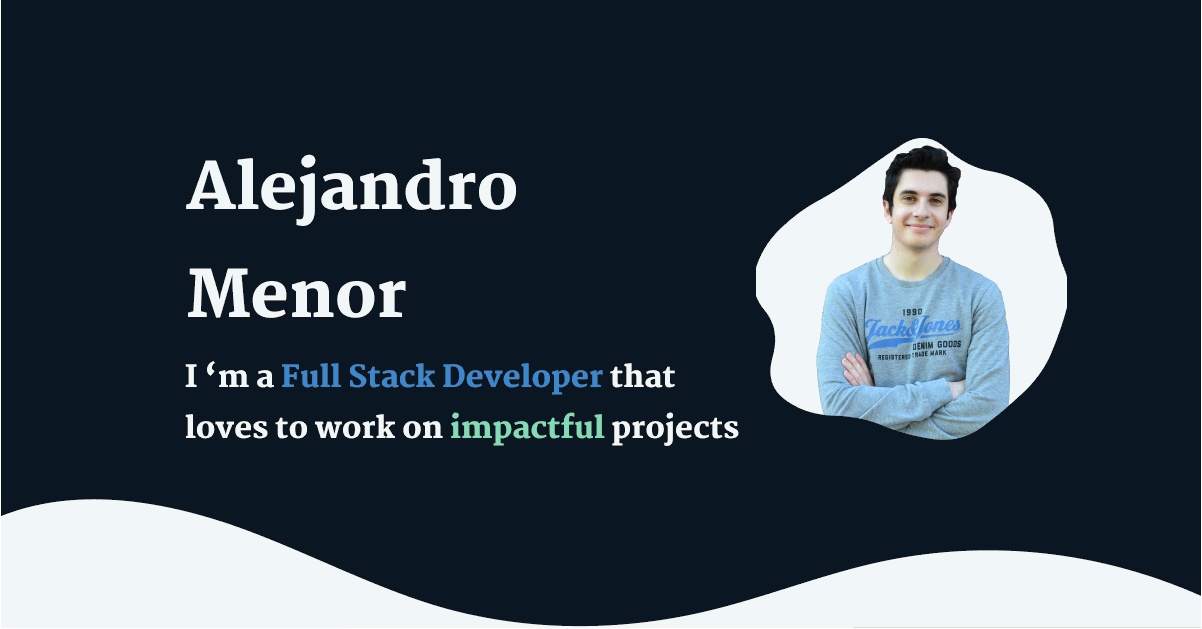 Alejandro
Menor
I ‘m a Full Stack Developer that
loves to work on impactful projects
1990
Jack&Jones
DENIM GOODS
REGISTERED TRADE MARK